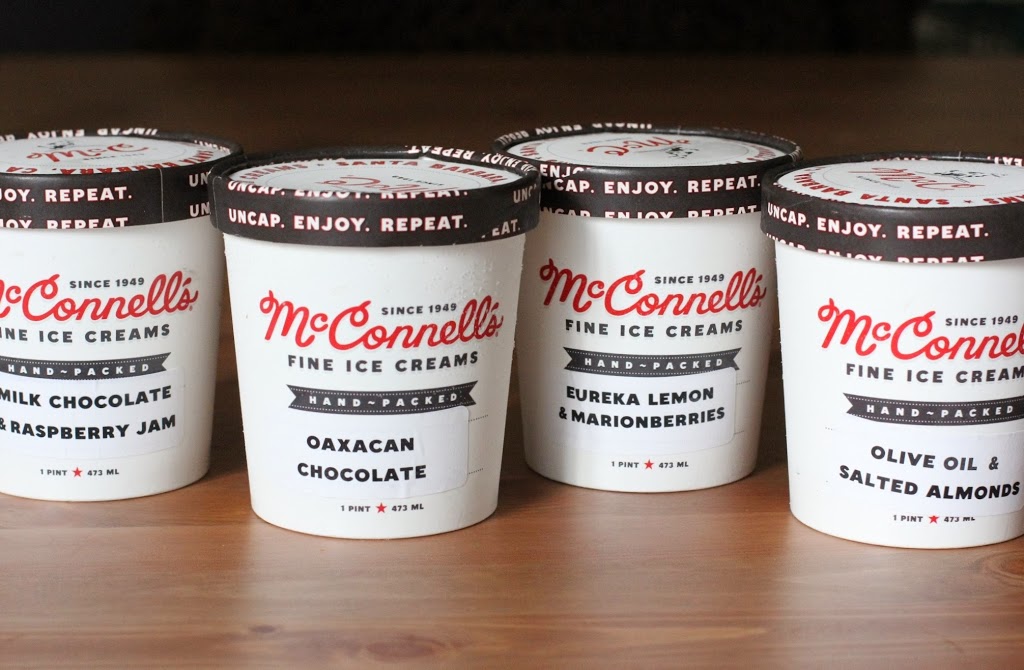 ENJOY. REPEAT.
SINCE 1949
McConnell's
FINE ICE CREAMS
HAND~PACKED
MILK CHOCOLATE
& RASPBERRY JAM
1 PINT ★ 473 ML
UNCAP. ENJOY. REPEAT.
SINCE 1949
McConnell's
FINE ICE CREAMS
HAND~PACKED
OAXACAN
CHOCOLATE
1 PINT ★ 473 ML
ENJOY. REPEAT.
SINCE 1949
McConnell's
FINE ICE CREAMS
HAND~PACKED
EUREKA LEMON
& MARIONBERRIES
1 PINT ★ 473 ML
SANTA
UNCAP. ENJOY. REPEAT.
SINCE 1949
McConnell
FINE ICE CREAM
HAND~PACKED
OLIVE OIL &
SALTED ALMONDS
1 PINT ★ 473 ML